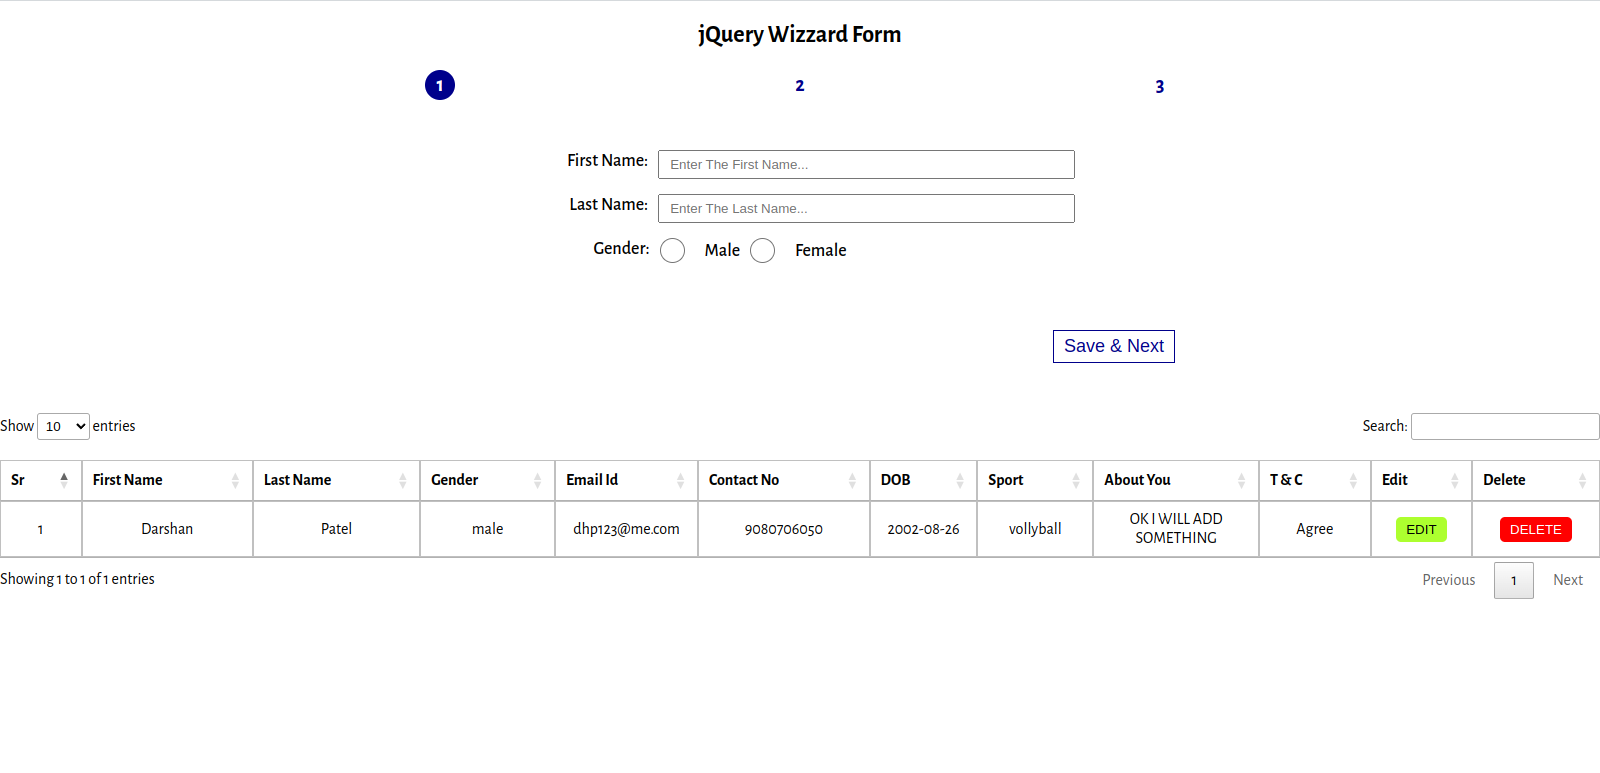 jQuery Wizzard Form
1 2 3
First Name: Enter The First Name...
Last Name: Enter The Last Name...
Gender: Male Female
Save & Next
Show 10 entries Search:
Sr First Name Last Name Gender Email Id Contact No DOB Sport About You T & C Edit Delete
1 Darshan Patel male dhp123@me.com 9080706050 2002-08-26 vollyball OK I WILL ADD SOMETHING Agree EDIT DELETE
Showing 1 to 1 of 1 entries Previous 1 Next